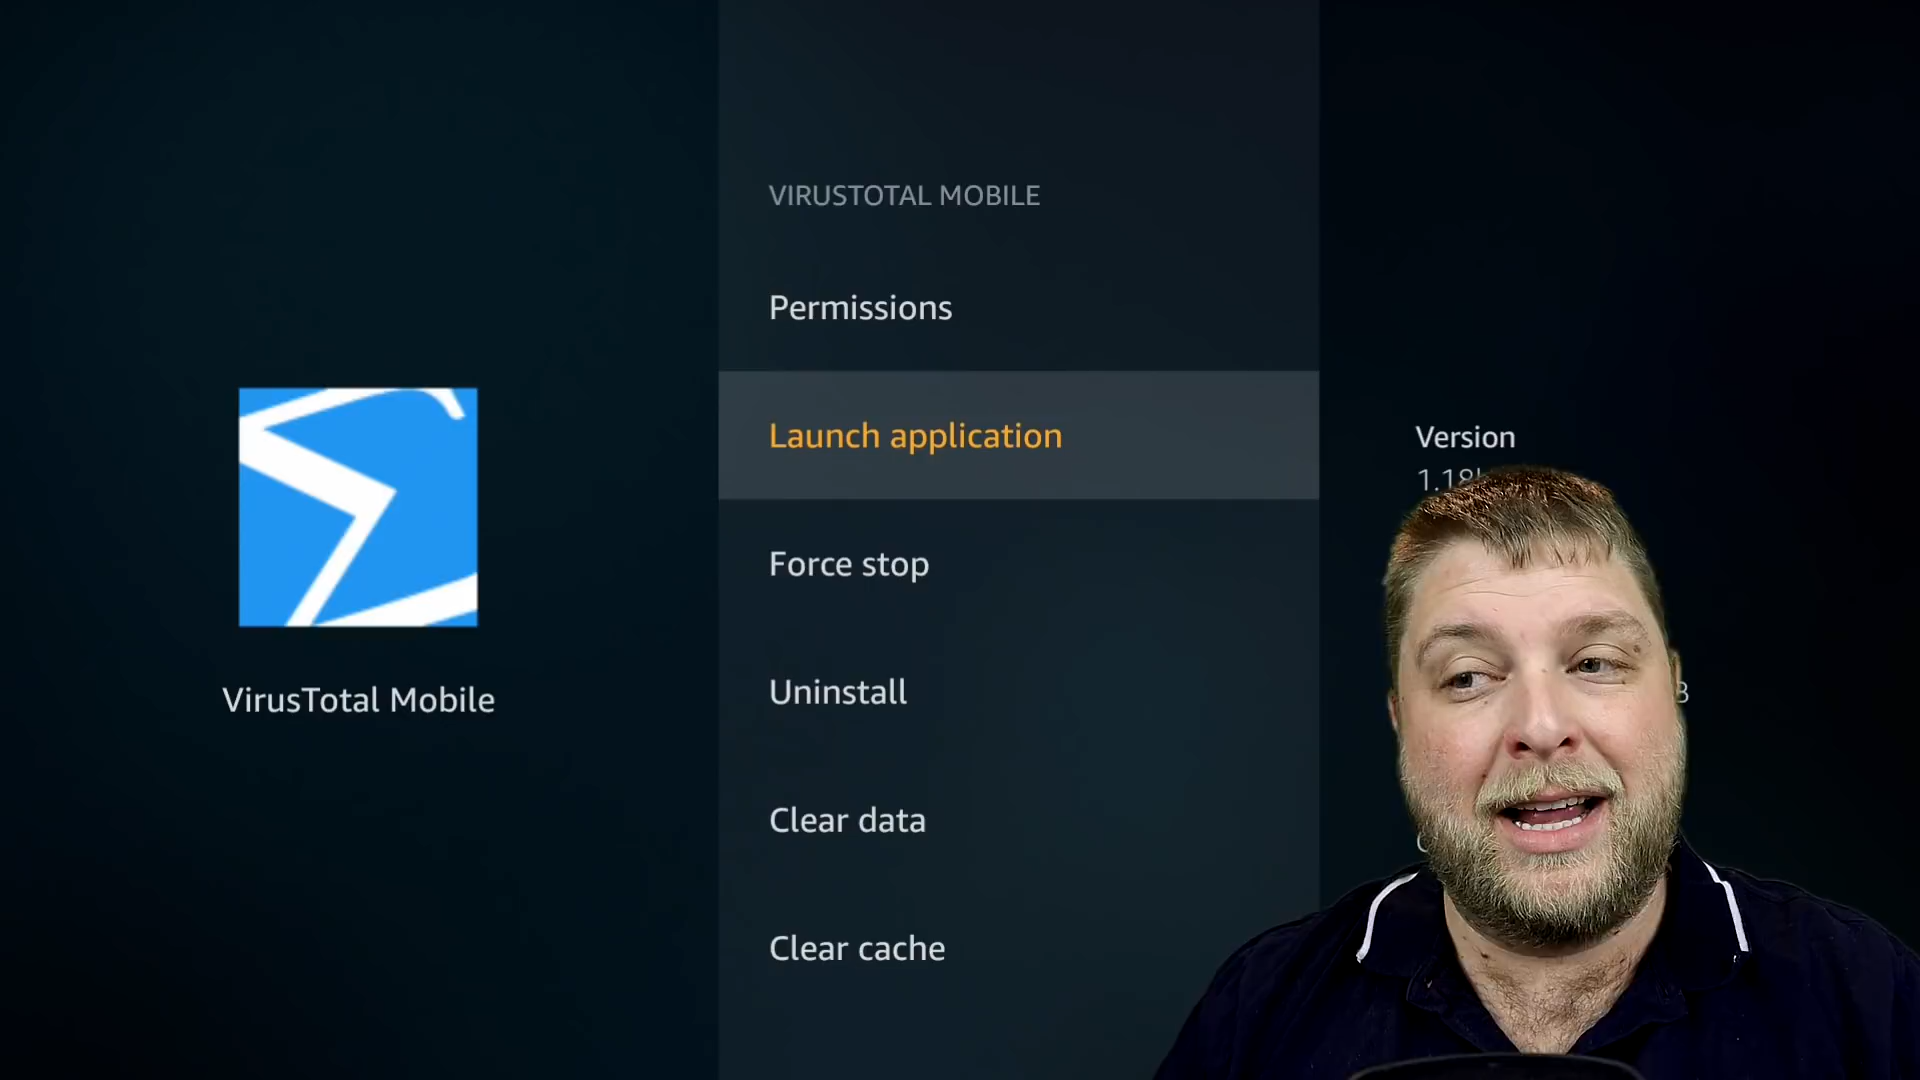 VIRUSTOTAL MOBILE
Permissions
Launch application
Force stop
Uninstall
Clear data
Clear cache
VirusTotal Mobile
Version